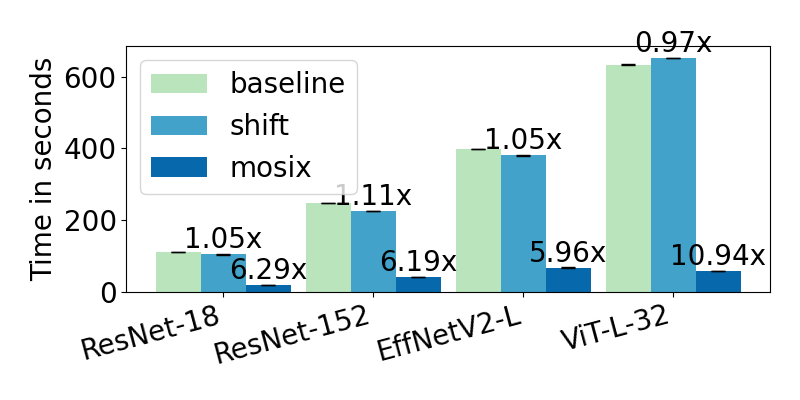 Time in seconds
600
400
200
0
baseline
shift
mosix
1.05x
6.29x
1.11x
6.19x
1.05x
5.96x
0.97x
10.94x
ResNet-18
ResNet-152
EffNetV2-L
ViT-L-32